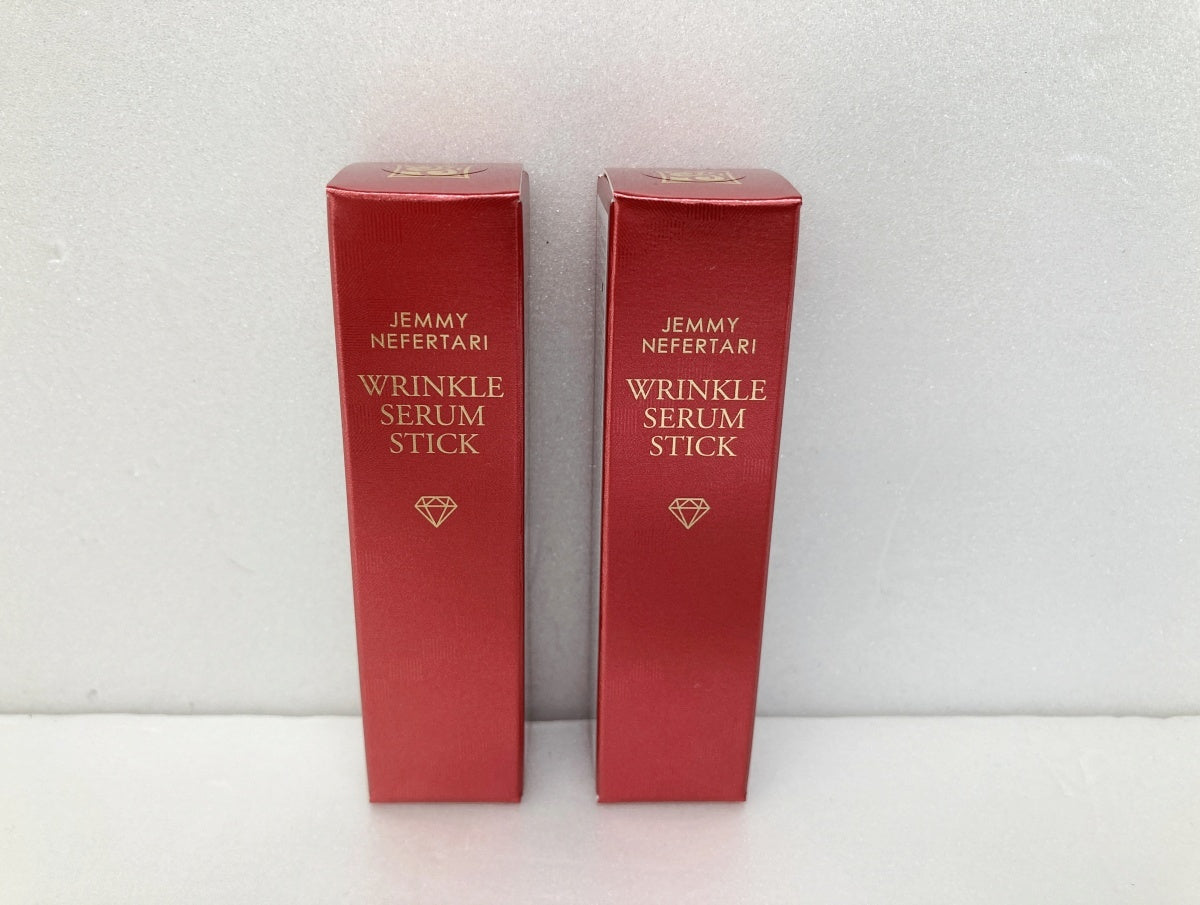 JEMMY
NEFERTARI
WRINKLE
SERUM
STICK
JEMMY
NEFERTARI
WRINKLE
SERUM
STICK